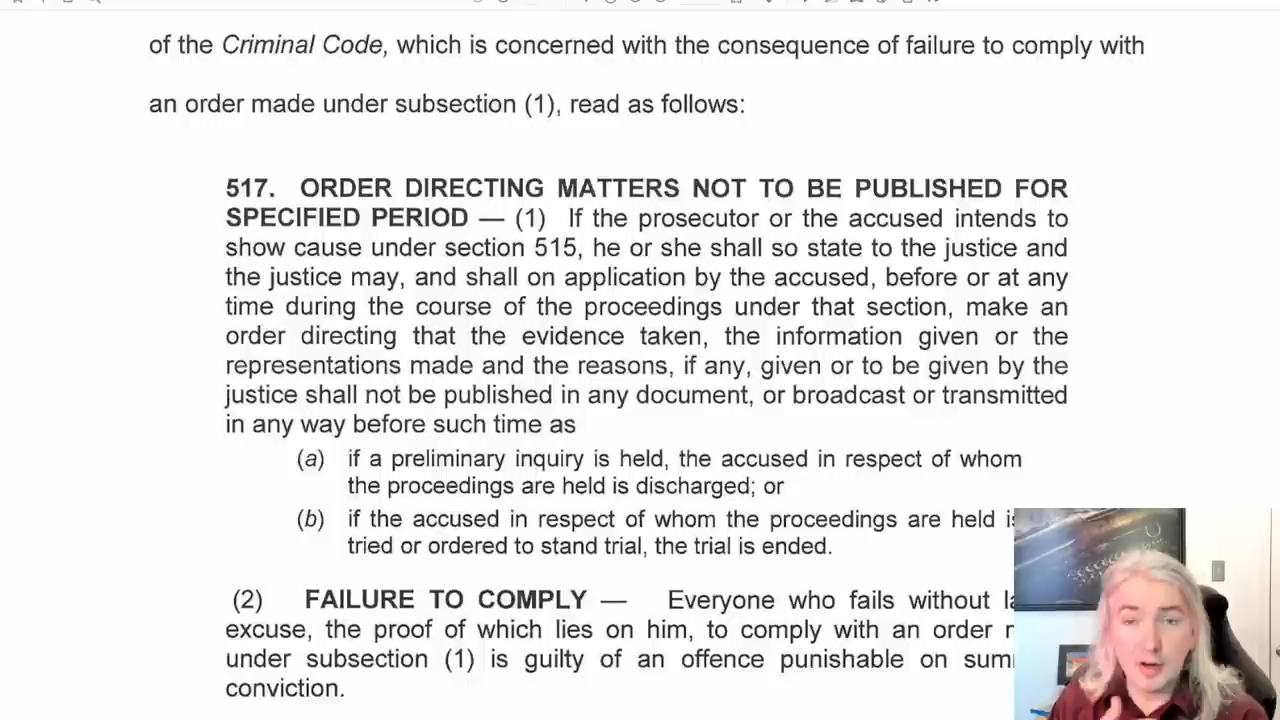 of the Criminal Code, which is concerned with the consequence of failure to comply with
an order made under subsection (1), read as follows:
517. ORDER DIRECTING MATTERS NOT TO BE PUBLISHED FOR
SPECIFIED PERIOD — (1) If the prosecutor or the accused intends to
show cause under section 515, he or she shall so state to the justice and
the justice may, and shall on application by the accused, before or at any
time during the course of the proceedings under that section, make an
order directing that the evidence taken, the information given or the
representations made and the reasons, if any, given or to be given by the
justice shall not be published in any document, or broadcast or transmitted
in any way before such time as
(a) if a preliminary inquiry is held, the accused in respect of whom
the proceedings are held is discharged; or
(b) if the accused in respect of whom the proceedings are held
tried or ordered to stand trial, the trial is ended.
(2) FAILURE TO COMPLY — Everyone who fails without
excuse, the proof of which lies on him, to comply with an order
under subsection (1) is guilty of an offence punishable on
conviction.